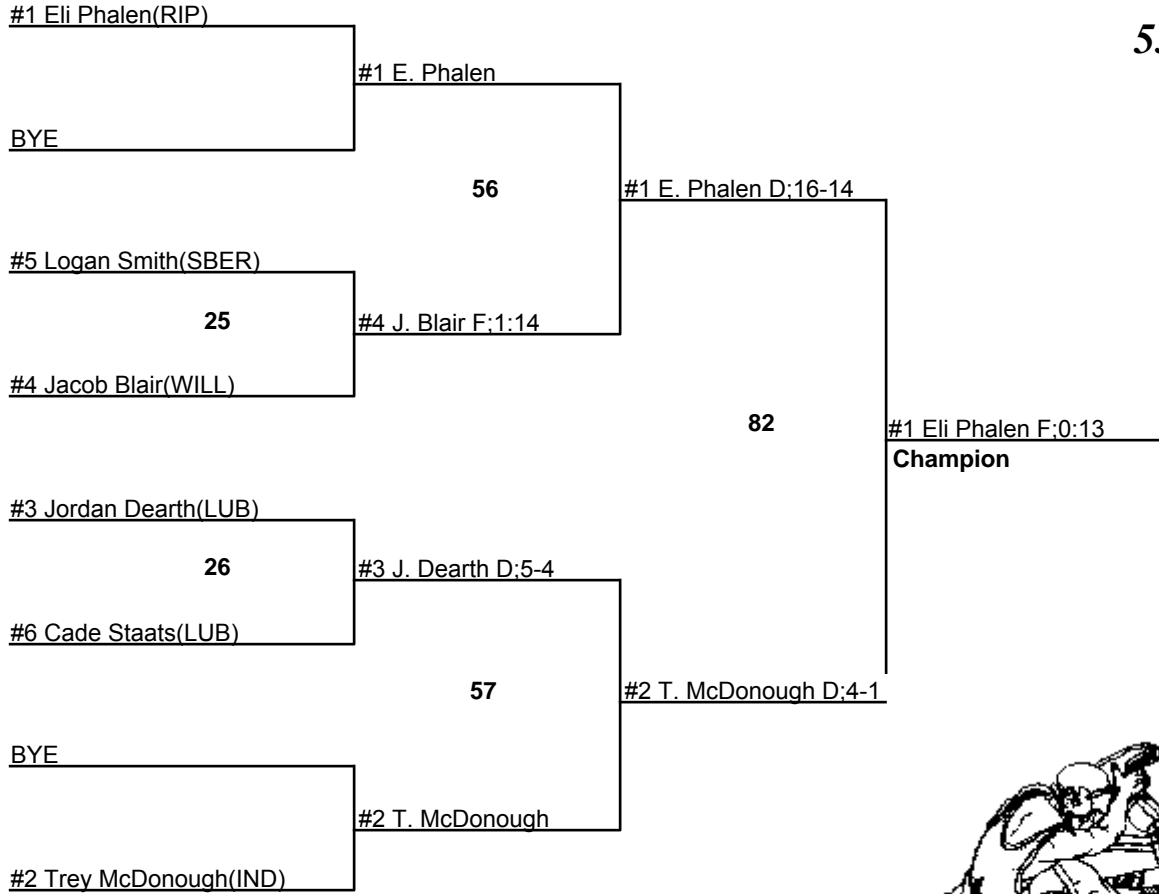 #1 Eli Phalen(RIP)
#1 E. Phalen
BYE
56
#1 E. Phalen D;16-14
#5 Logan Smith(SBER)
25
#4 J. Blair F;1:14
#4 Jacob Blair(WILL)
82
#1 Eli Phalen F;0:13
Champion
#3 Jordan Dearth(LUB)
26
#3 J. Dearth D;5-4
#6 Cade Staats(LUB)
57
#2 T. McDonough D;4-1
BYE
#2 T. McDonough
#2 Trey McDonough(IND)